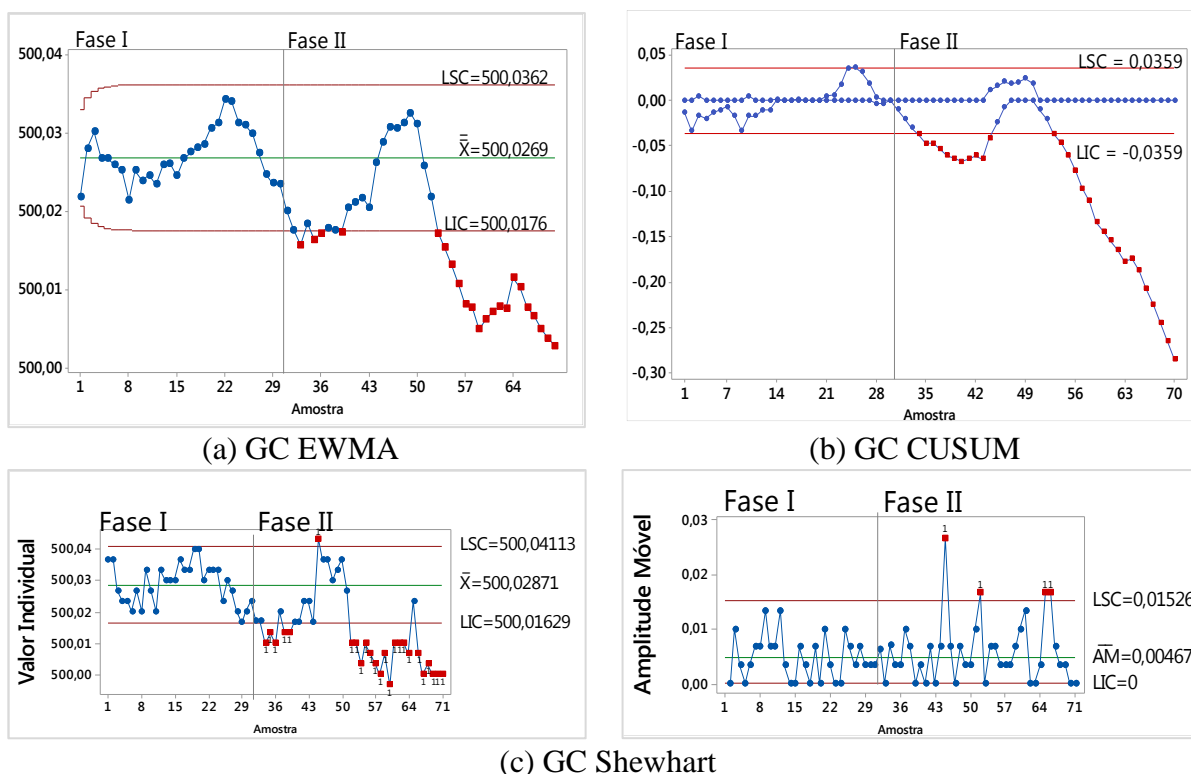 Fase I
Fase II
500,04
500,03
500,02
500,01
500,00
LSC=500,0362
X̿=500,0269
LIC=500,0176
1 8 15 22 29 36 43 50 57 64
Amostra
(a) GC EWMA
Fase I
Fase II
0,05
0,00
-0,05
-0,10
-0,15
-0,20
-0,25
-0,30
LSC = 0,0359
LIC = -0,0359
1 7 14 21 28 35 42 49 56 63 70
Amostra
(b) GC CUSUM
Fase I
Fase II
Valor Individual
500,04
500,03
500,02
500,01
500,00
LSC=500,04113
X̄=500,02871
LIC=500,01629
1 8 15 22 29 36 43 50 57 64 71
Amostra
Fase I
Fase II
Amplitude Móvel
0,03
0,02
0,01
0,00
1
1
11
LSC=0,01526
A̅M̅=0,00467
LIC=0
1 8 15 22 29 36 43 50 57 64 71
Amostra
(c) GC Shewhart